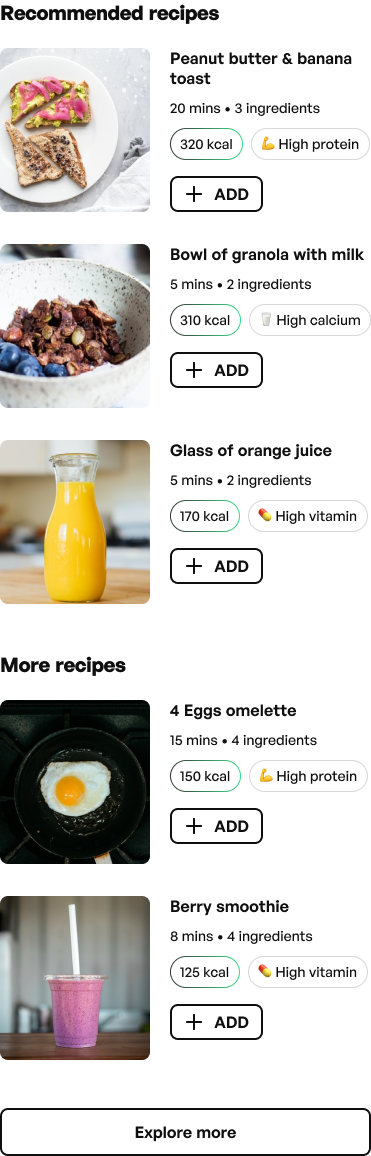 Recommended recipes
Peanut butter & banana
toast
20 mins • 3 ingredients
320 kcal 💪 High protein
+ ADD
Bowl of granola with milk
5 mins • 2 ingredients
310 kcal 🥛 High calcium
+ ADD
Glass of orange juice
5 mins • 2 ingredients
170 kcal 💊 High vitamin
+ ADD
More recipes
4 Eggs omelette
15 mins • 4 ingredients
150 kcal 💪 High protein
+ ADD
Berry smoothie
8 mins • 4 ingredients
125 kcal 💊 High vitamin
+ ADD
Explore more